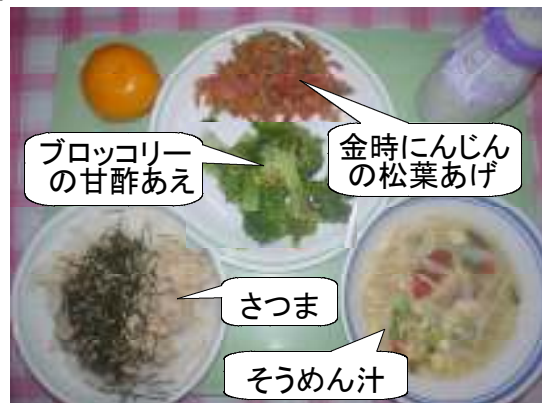 ブロッコリー
の甘酢あえ
金時にんじん
の松葉あげ
さつま
そうめん汁